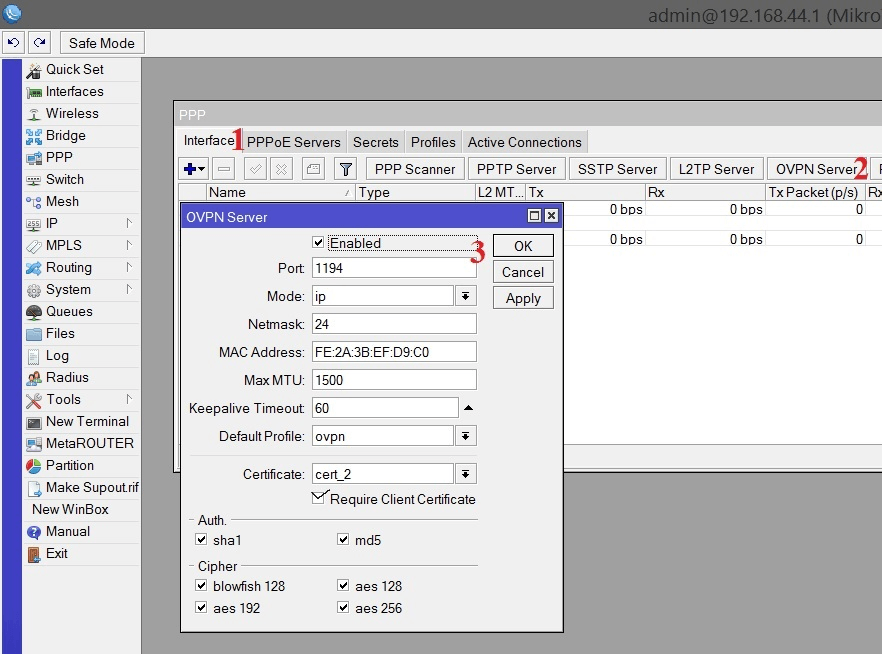 admin@192.168.44.1 (Mikro
Safe Mode
Quick Set
Interfaces
Wireless
Bridge
PPP
Switch
Mesh
IP
MPLS
Routing
System
Queues
Files
Log
Radius
Tools
New Terminal
MetaROUTER
Partition
Make Supout.rif
New WinBox
Manual
Exit
PPP
Interface 1 PPPoE Servers Secrets Profiles Active Connections
PPP Scanner PPTP Server SSTP Server L2TP Server OVPN Server 2
Name / Type L2 MT... Tx Rx Tx Packet (p/s) Rx
0 bps 0 bps 0
0 bps 0 bps 0
OVPN Server
Enabled 3 OK
Port: 1194 Cancel
Mode: ip Apply
Netmask: 24
MAC Address: FE:2A:3B:EF:D9:C0
Max MTU: 1500
Keepalive Timeout: 60
Default Profile: ovpn
Certificate: cert_2
Require Client Certificate
Auth.
sha1 md5
Cipher
blowfish 128 aes 128
aes 192 aes 256